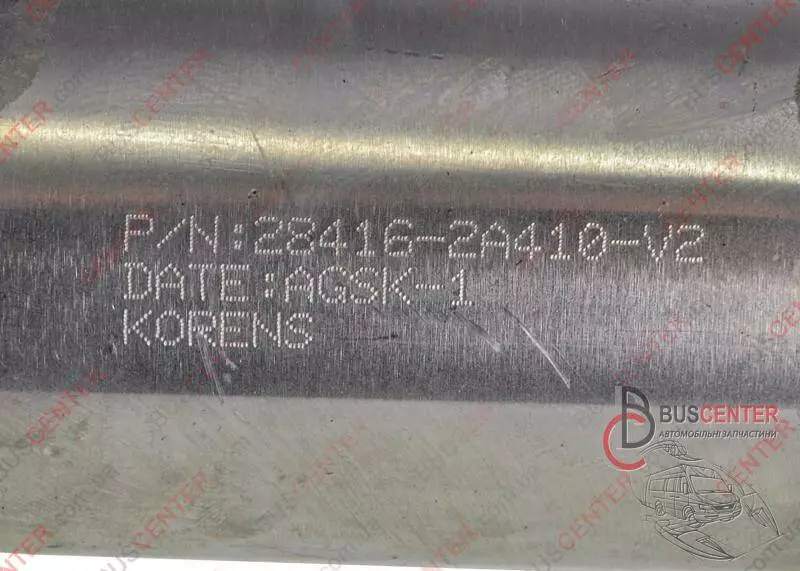 P/N:28416-2A410-V2
DATE:AGSK-1
KORENS
BUSCENTER
АВТОМОБІЛЬНІ ЗАПЧАСТИНИ